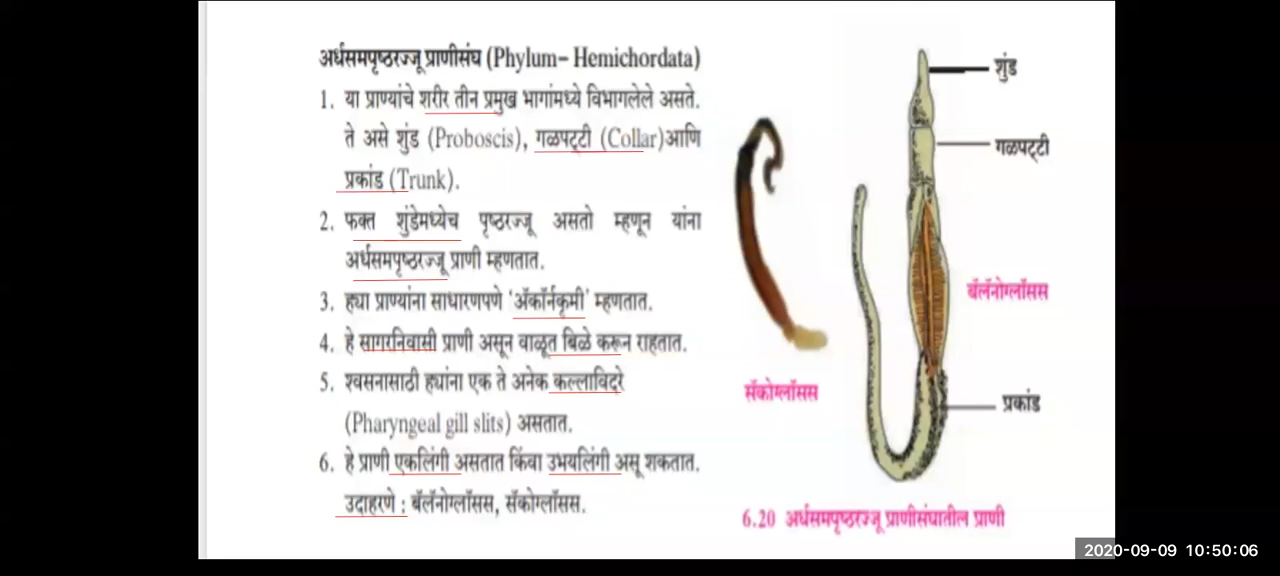 अर्धसमपृष्ठरज्जू प्राणीसंघ (Phylum– Hemichordata)
1. या प्राण्यांचे शरीर तीन प्रमुख भागांमध्ये विभागलेले असते.
ते असे शुंड (Proboscis), गळपट्टी (Collar)आणि
प्रकांड (Trunk).
2. फक्त शुंडेमध्येच पृष्ठरज्जू असतो म्हणून यांना
अर्धसमपृष्ठरज्जू प्राणी म्हणतात.
3. ह्या प्राण्यांना साधारणपणे 'ॲकॉर्नकृमी' म्हणतात.
4. हे सागरनिवासी प्राणी असून वाळूत बिळे करून राहतात.
5. श्वसनासाठी ह्यांना एक ते अनेक कल्लाविदरे
(Pharyngeal gill slits) असतात.
6. हे प्राणी एकलिंगी असतात किंवा उभयलिंगी असू शकतात.
उदाहरणे : बॅलॅनोग्लॉसस, सॅकोग्लॉसस.
शुंड
गळपट्टी
बॅलॅनोग्लॉसस
सॅकोग्लॉसस
प्रकांड
6.20 अर्धसमपृष्ठरज्जू प्राणीसंघातील प्राणी
2020-09-09 10:50:06